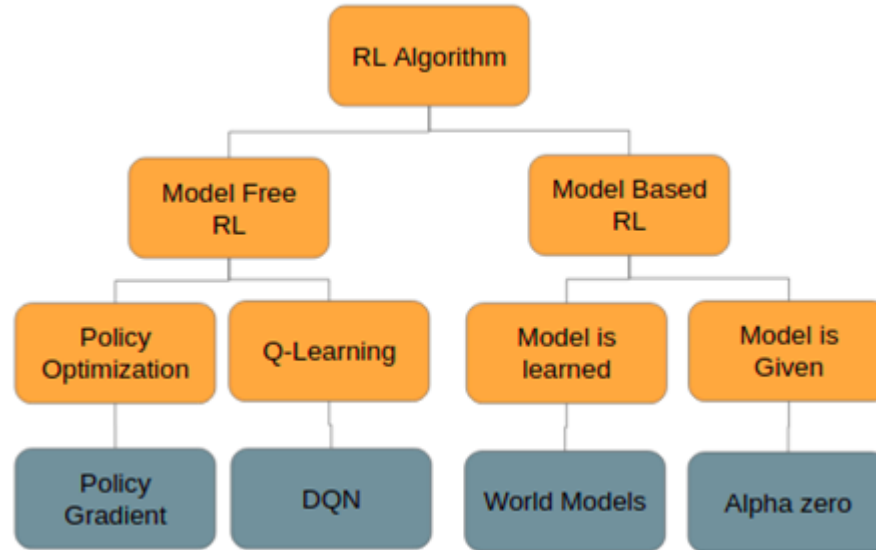 RL Algorithm
Model Free
RL
Model Based
RL
Policy
Optimization
Q-Learning
Model is
learned
Model is
Given
Policy
Gradient
DQN
World Models
Alpha zero